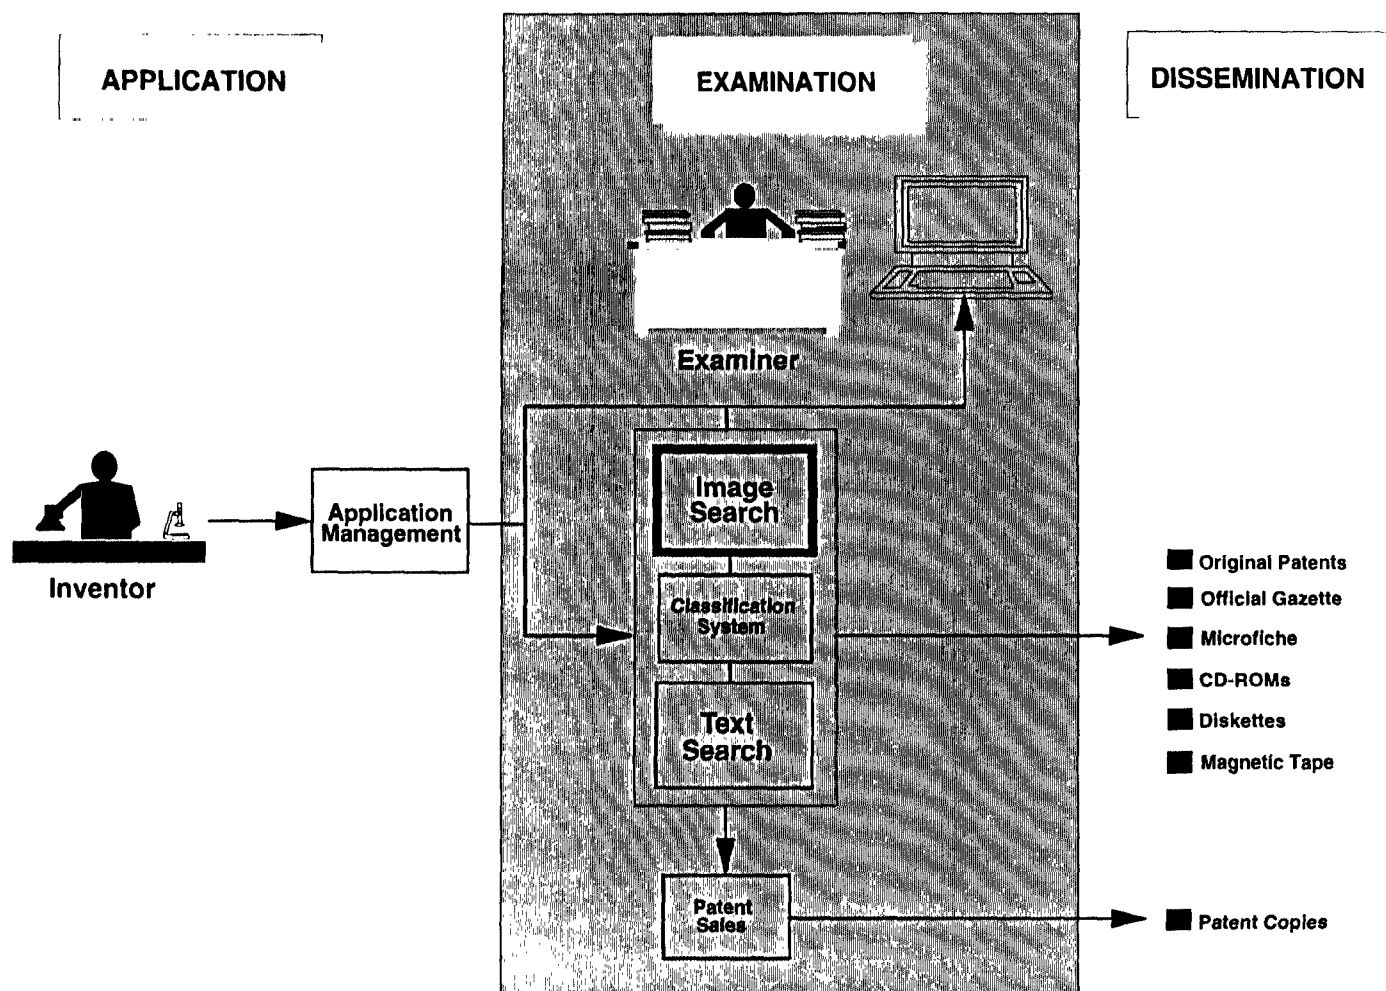 APPLICATION
EXAMINATION
DISSEMINATION
Examiner
Inventor
Application
Management
Image
Search
Classification
System
Text
Search
Patent
Sales
Original Patents
Official Gazette
Microfiche
CD-ROMs
Diskettes
Magnetic Tape
Patent Copies